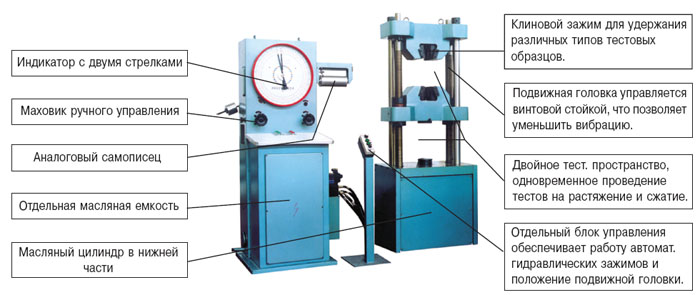 Индикатор с двумя стрелками
Маховик ручного управления
Аналоговый самописец
Отдельная масляная емкость
Масляный цилиндр в нижней
части
Клиновой зажим для удержания
различных типов тестовых
образцов.
Подвижная головка управляется
винтовой стойкой, что позволяет
уменьшить вибрацию.
Двойное тест. пространство,
одновременное проведение
тестов на растяжение и сжатие.
Отдельный блок управления
обеспечивает работу автомат.
гидравлических зажимов и
положение подвижной головки.